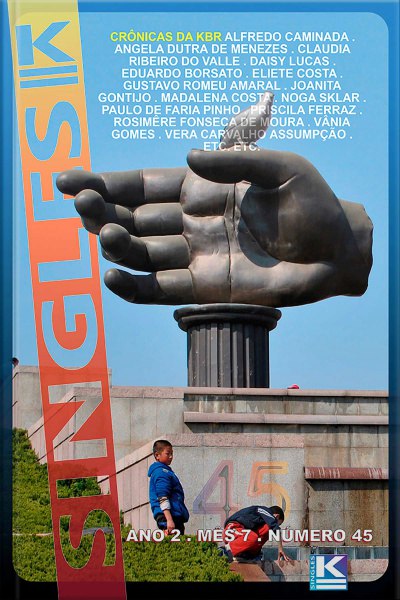 CRÔNICAS DA KBR ALFREDO CAMINADA .
ANGELA DUTRA DE MENEZES . CLAUDIA
RIBEIRO DO VALLE . DAISY LUCAS .
EDUARDO BORSATO . ELIETE COSTA .
GUSTAVO ROMEU AMARAL . JOANITA
GONTIJO . MADALENA COSTA . NOGA SKLAR .
PAULO DE FARIA PINHO . PRISCILA FERRAZ .
ROSIMÉRE FONSECA DE MOURA . VÂNIA
GOMES . VERA CARVALHO ASSUMPÇÃO .
ETC. ETC.
SINGLES K
45
ANO 2 . MÊS 7 . NÚMERO 45
SINGLES K